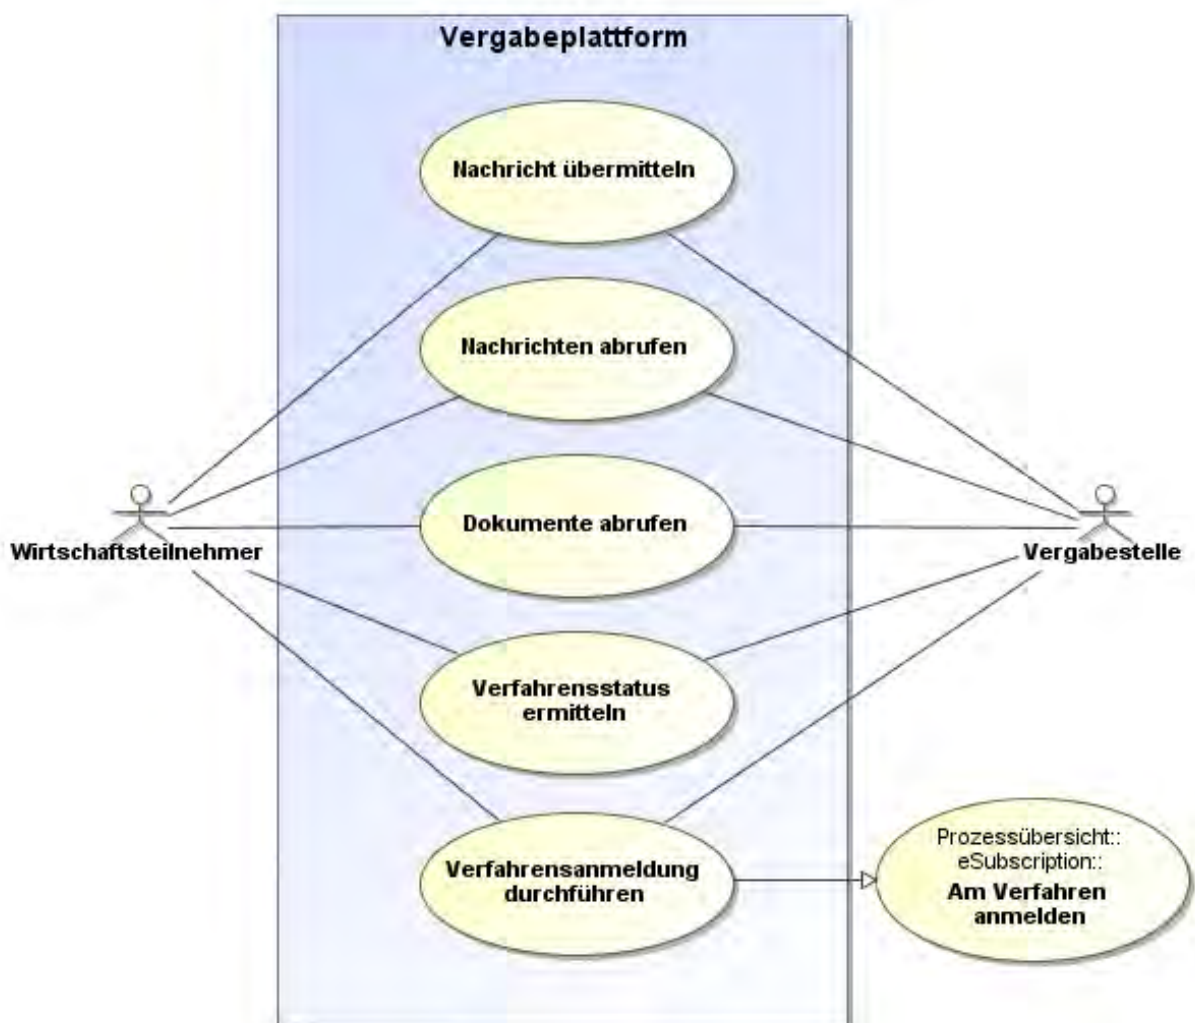 Vergabeplattform
Nachricht übermitteln
Nachrichten abrufen
Dokumente abrufen
Wirtschaftsteilnehmer
Vergabestelle
Verfahrensstatus
ermitteln
Verfahrensanmeldung
durchführen
Prozessübersicht::
eSubscription::
Am Verfahren
anmelden